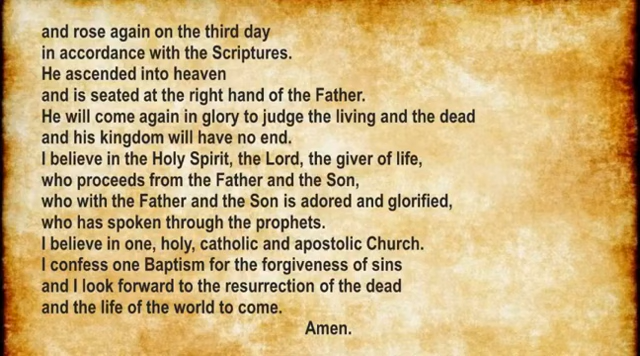 and rose again on the third day
in accordance with the Scriptures.
He ascended into heaven
and is seated at the right hand of the Father.
He will come again in glory to judge the living and the dead
and his kingdom will have no end.
I believe in the Holy Spirit, the Lord, the giver of life,
who proceeds from the Father and the Son,
who with the Father and the Son is adored and glorified,
who has spoken through the prophets.
I believe in one, holy, catholic and apostolic Church.
I confess one Baptism for the forgiveness of sins
and I look forward to the resurrection of the dead
and the life of the world to come.
Amen.